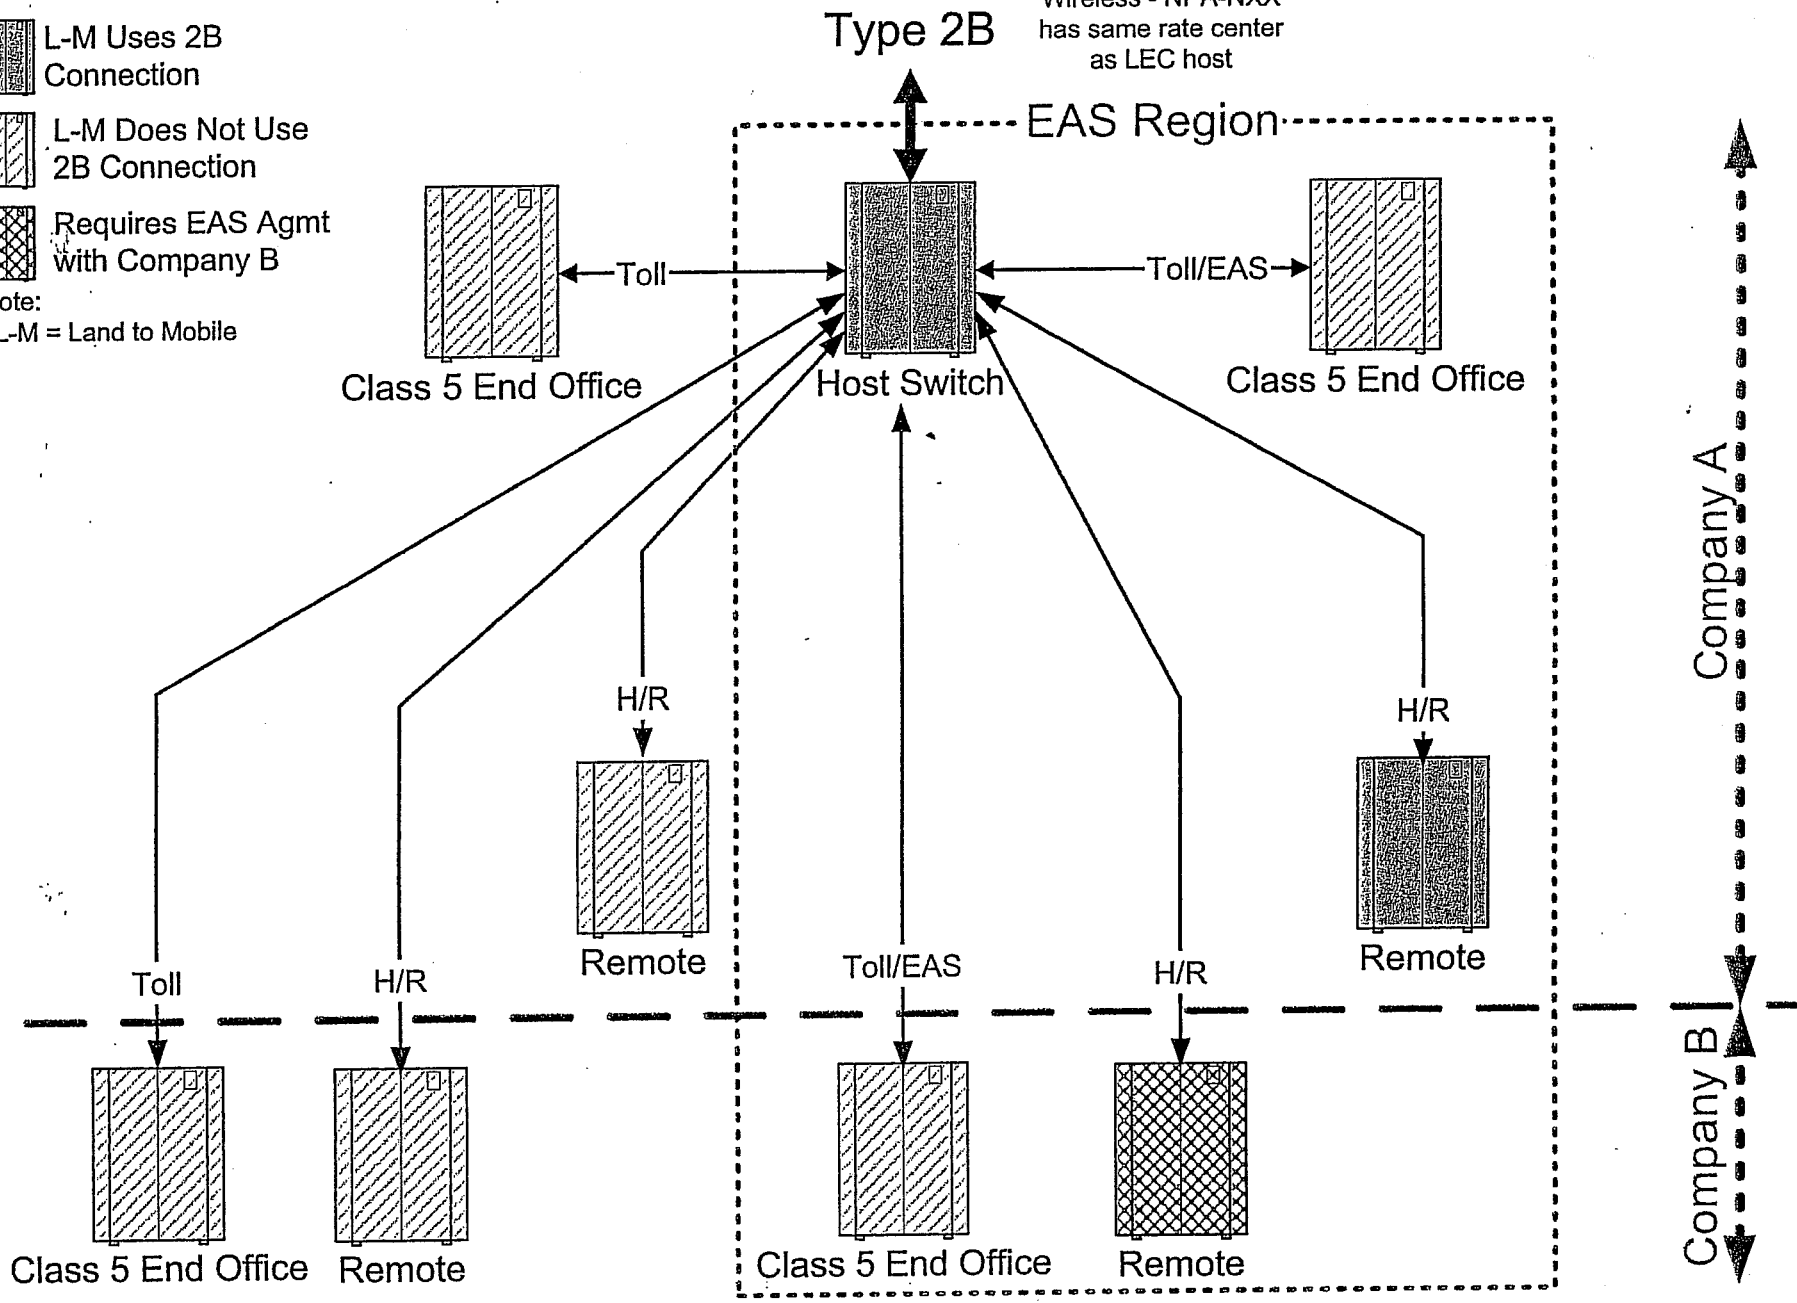 L-M Uses 2B
Connection
L-M Does Not Use
2B Connection
Requires EAS Agmt
with Company B
L-M = Land to Mobile
Type 2B
Wireless - NPA-NXX
has same rate center
as LEC host
EAS Region
Toll
Toll/EAS
Class 5 End Office
Host Switch
Class 5 End Office
Company A
H/R
H/R
Remote
Remote
Toll
H/R
Toll/EAS
H/R
Company B
Class 5 End Office
Remote
Class 5 End Office
Remote